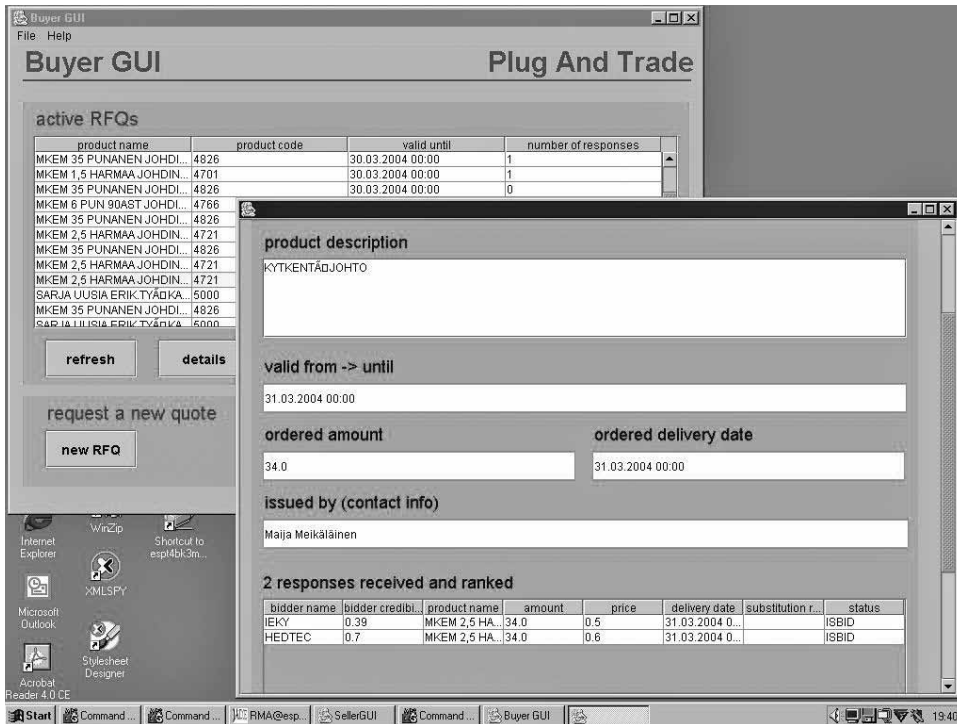 Buyer GUI
File Help
Buyer GUI Plug And Trade
active RFQs
product name product code valid until number of responses
MKEM 35 PUNANEN JOHDI... 4826 30.03.2004 00:00 1
MKEM 1,5 HARMAA JOHDIN... 4701 30.03.2004 00:00 1
MKEM 35 PUNANEN JOHDI... 4826 30.03.2004 00:00 0
MKEM 6 PUN 90AST JOHDI... 4766
MKEM 35 PUNANEN JOHDI... 4826
MKEM 2,5 HARMAA JOHDIN... 4721
MKEM 35 PUNANEN JOHDI... 4826
MKEM 2,5 HARMAA JOHDIN... 4721
MKEM 2,5 HARMAA JOHDIN... 4721
SARJA UUSIA ERIK.TYÃ□KA... 5000
MKEM 35 PUNANEN JOHDI... 4826
SARJA UUSIA ERIK.TYÃ□KA... 5000
refresh details
request a new quote
new RFQ
product description
KYTKENTÃ□JOHTO
valid from -> until
31.03.2004 00:00
ordered amount ordered delivery date
34.0 31.03.2004 00:00
issued by (contact info)
Maija Meikäläinen
2 responses received and ranked
bidder name bidder credibi... product name amount price delivery date substitution r... status
IEKY 0.39 MKEM 2,5 HA... 34.0 0.5 31.03.2004 0... ISBID
HEDTEC 0.7 MKEM 2,5 HA... 34.0 0.6 31.03.2004 0... ISBID
Internet Explorer
WinZip
Shortcut to espt4bk3m...
Microsoft Outlook
XMLSPY
Acrobat Reader 4.0 CE
Stylesheet Designer
Start Command ... Command ... RMA@esp... SellerGUI Command ... Buyer GUI 19:40